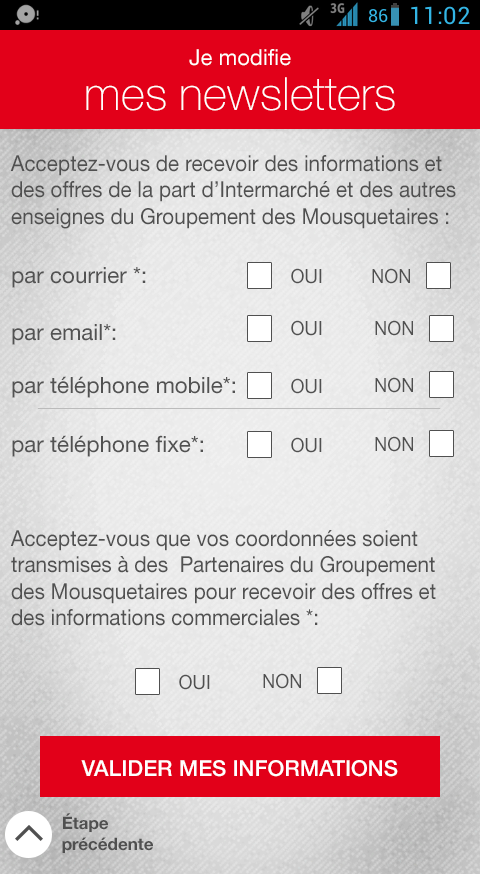 3G 86 11:02
Je modifie
mes newsletters
Acceptez-vous de recevoir des informations et
des offres de la part d'Intermarché et des autres
enseignes du Groupement des Mousquetaires :
par courrier *: OUI NON
par email*: OUI NON
par téléphone mobile*: OUI NON
par téléphone fixe*: OUI NON
Acceptez-vous que vos coordonnées soient
transmises à des Partenaires du Groupement
des Mousquetaires pour recevoir des offres et
des informations commerciales *:
OUI NON
VALIDER MES INFORMATIONS
Étape
précédente